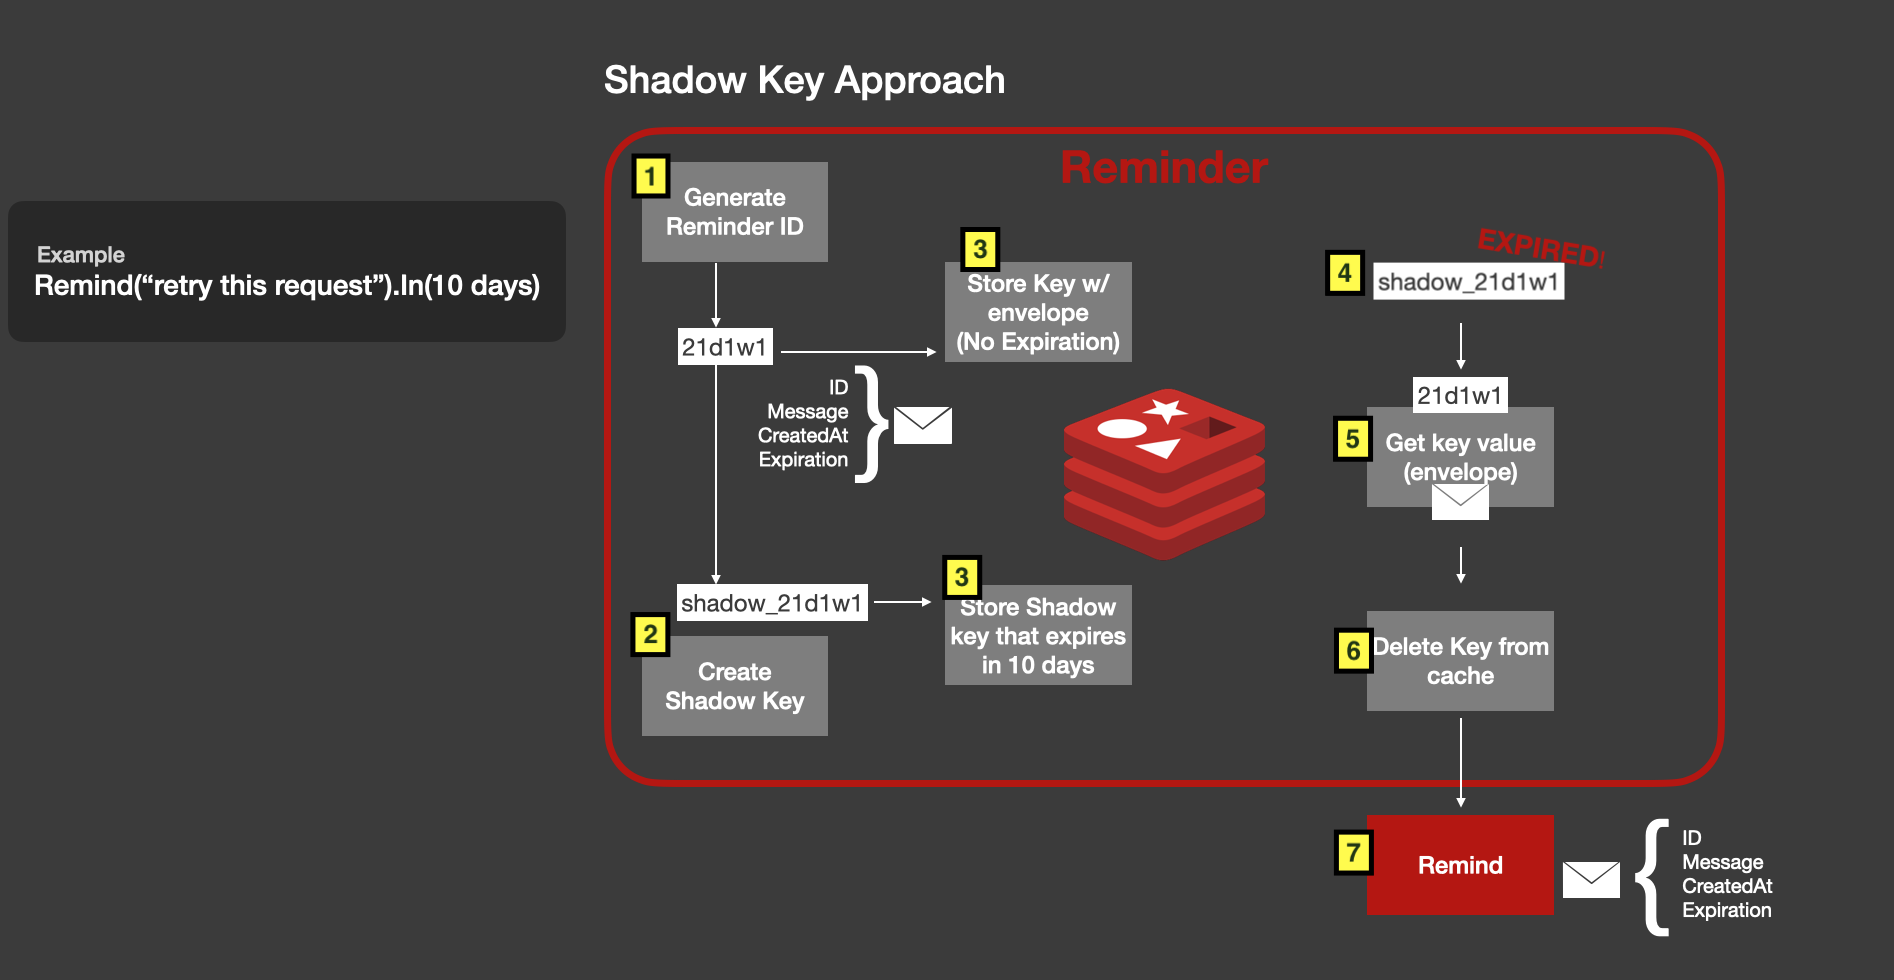 Shadow Key Approach
Example
Remind(“retry this request”).In(10 days)
Reminder
1
Generate
Reminder ID
21d1w1
3
Store Key w/
envelope
(No Expiration)
ID
Message
CreatedAt
Expiration
shadow_21d1w1
2
Create
Shadow Key
3
Store Shadow
key that expires
in 10 days
EXPIRED!
4
shadow_21d1w1
21d1w1
5
Get key value
(envelope)
6
Delete Key from
cache
7
Remind
ID
Message
CreatedAt
Expiration